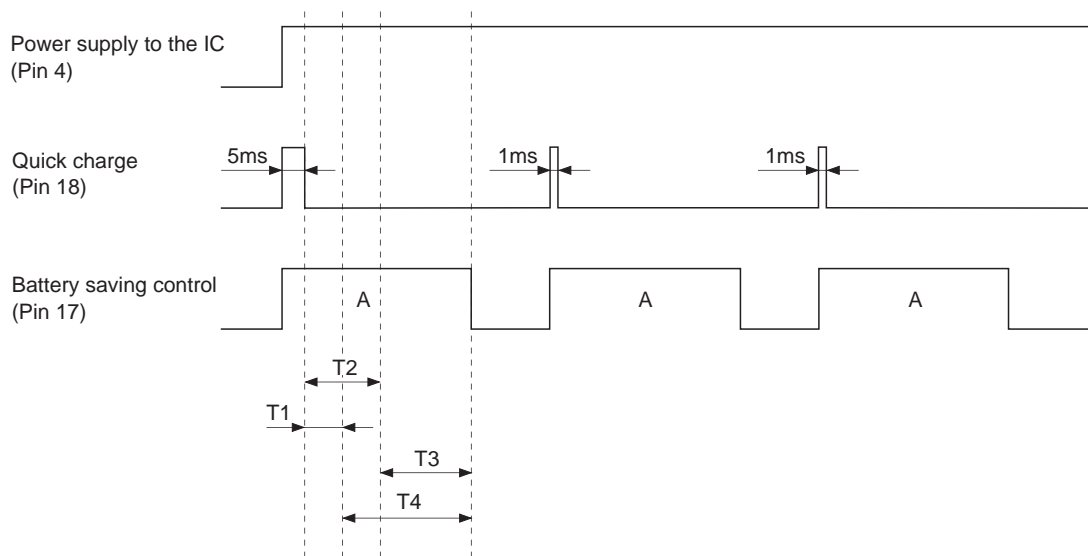 Power supply to the IC
(Pin 4)
Quick charge
(Pin 18)
5ms
1ms
1ms
Battery saving control
(Pin 17)
A
A
A
T2
T1
T3
T4